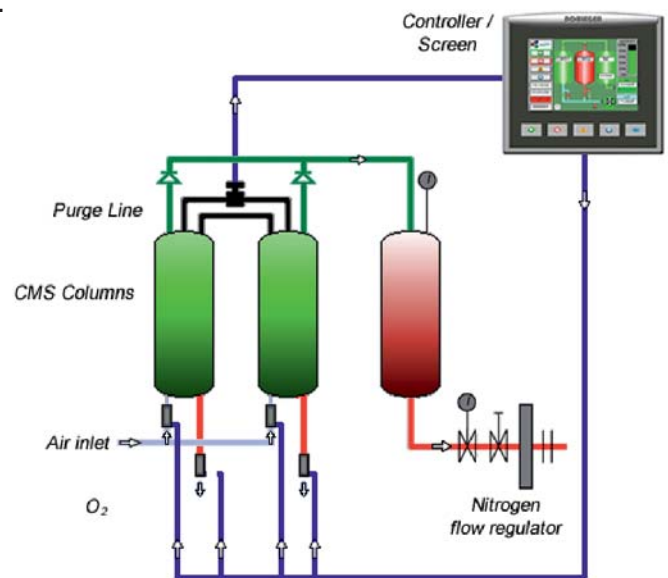 Controller /
Screen
Purge Line
CMS Columns
Air inlet
O₂
Nitrogen
flow regulator